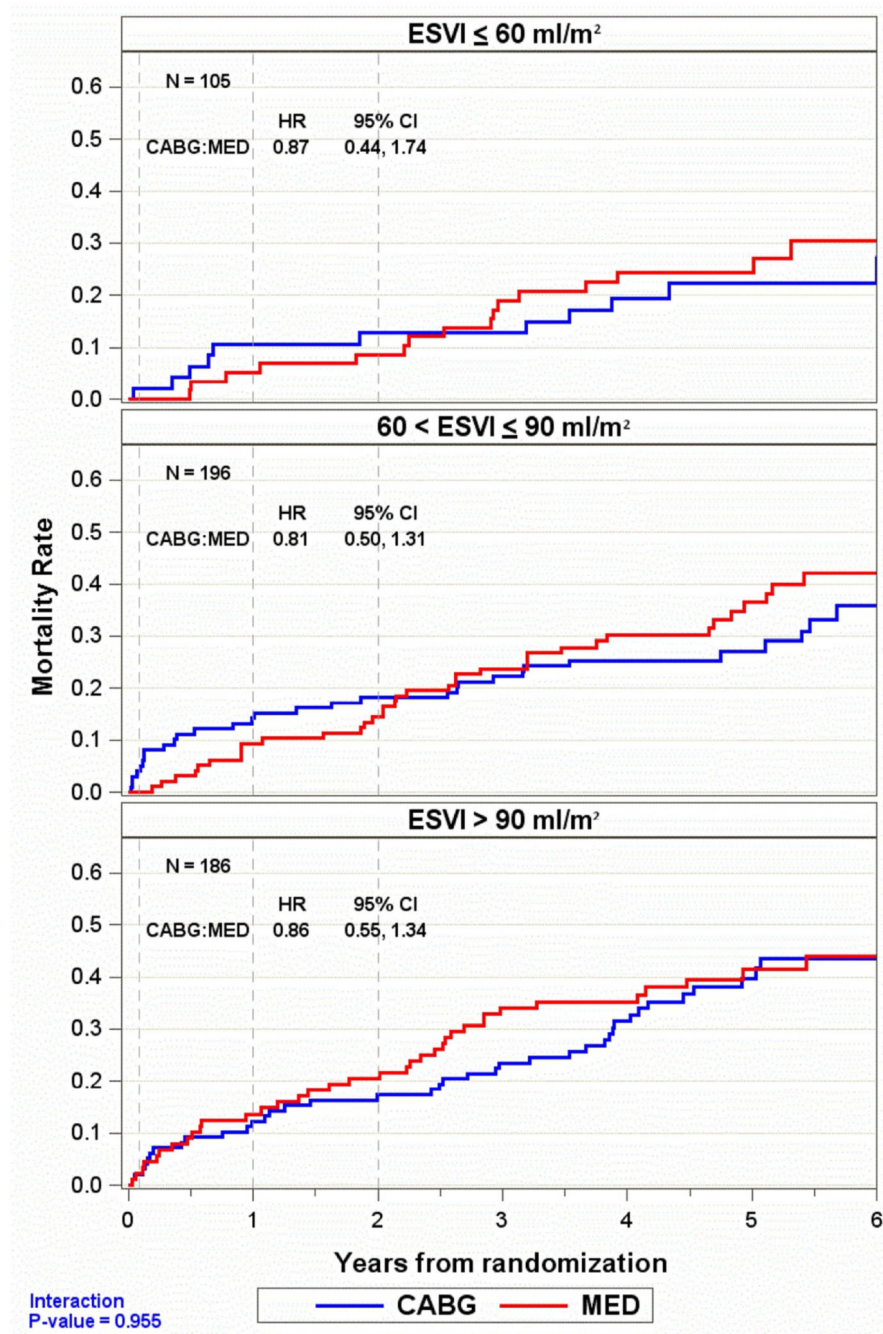 ESVI ≤ 60 ml/m²
0.6
N = 105
HR 95% CI
0.5
CABG:MED 0.87 0.44, 1.74
0.4
0.3
0.2
0.1
0.0
60 < ESVI ≤ 90 ml/m²
0.6
N = 196
HR 95% CI
0.5
CABG:MED 0.81 0.50, 1.31
0.4
Mortality Rate
0.3
0.2
0.1
0.0
ESVI > 90 ml/m²
0.6
N = 186
HR 95% CI
0.5
CABG:MED 0.86 0.55, 1.34
0.4
0.3
0.2
0.1
0.0
0 1 2 3 4 5 6
Years from randomization
CABG MED
Interaction
P-value = 0.955